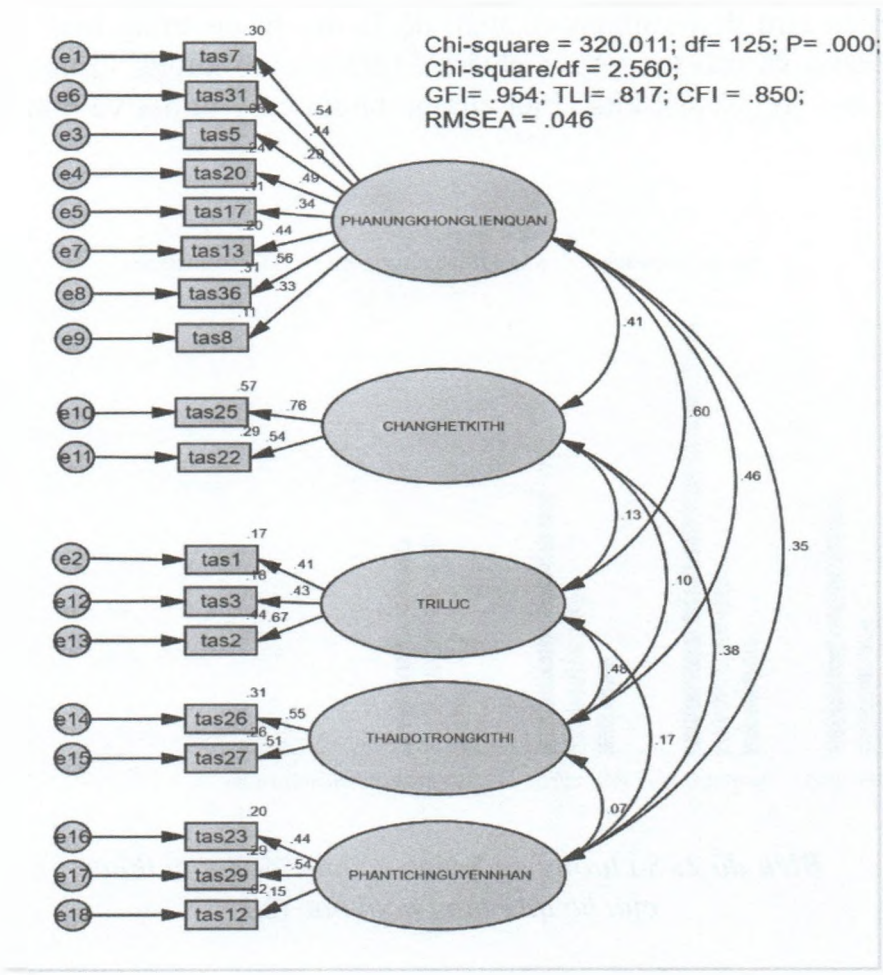 Chi-square = 320.011; df= 125; P= .000;
Chi-square/df = 2.560;
GFI= .954; TLI= .817; CFI = .850;
RMSEA = .046
.30
e1 tas7 .54
e6 tas31 .44
e3 tas5 .29
.24
e4 tas20 .49
.11
e5 tas17 .34
.20
e7 tas13 .44
.31
e8 tas36 .56
.11
e9 tas8 .33
PHANUNGKHONGLIENQUAN
.41
.57
e10 tas25 .76
.29
e11 tas22 .54
CHANGHETKITHI
.60
.46
.13
.35
.17
e2 tas1 .41
.18
e12 tas3 .43
.44
e13 tas2 .67
TRILUC
.10
.38
.48
.31
e14 tas26 .55
.26
e15 tas27 .51
THAIDOTRONGKITHI
.17
.07
.20
e16 tas23 .44
.29
e17 tas29 -.54
.02
e18 tas12 .15
PHANTICHNGUYENNHAN